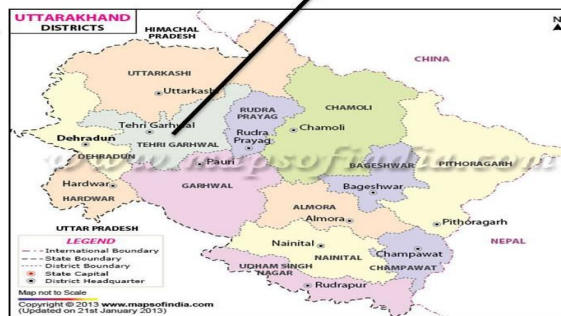 UTTARAKHAND
DISTRICTS
HIMACHAL
PRADESH
N
CHINA
UTTARKASHI
Uttarkashi
Tehri Garhwal
TEHRI GARHWAL
RUDRA
PRAYAG
Rudra
Prayag
CHAMOLI
Chamoli
Dehradun
DEHRADUN
www.mapsofindia.com
Pauri
BAGESHWAR
PITHORAGARH
Hardwar
HARDWAR
GARHWAL
Bageshwar
ALMORA
Almora
Pithoragarh
UTTAR PRADESH
NEPAL
Nainital
NAINITAL
Champawat
CHAMPAWAT
UDHAM SINGH
NAGAR
Rudrapur
LEGEND
International Boundary
State Boundary
District Boundary
State Capital
District Headquarter
Map not to Scale
Copyright © 2013 www.mapsofindia.com
(Updated on 21st January 2013)